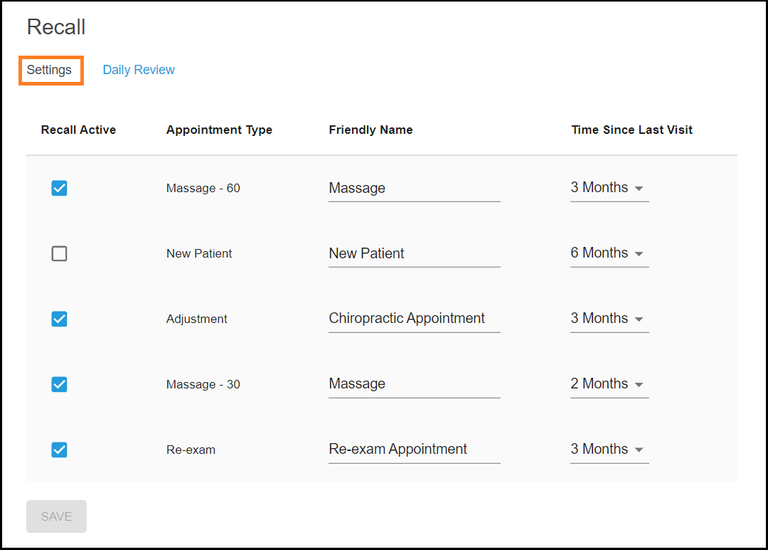 Recall
Settings Daily Review
Recall Active Appointment Type Friendly Name Time Since Last Visit
Massage - 60 Massage 3 Months
New Patient New Patient 6 Months
Adjustment Chiropractic Appointment 3 Months
Massage - 30 Massage 2 Months
Re-exam Re-exam Appointment 3 Months
SAVE